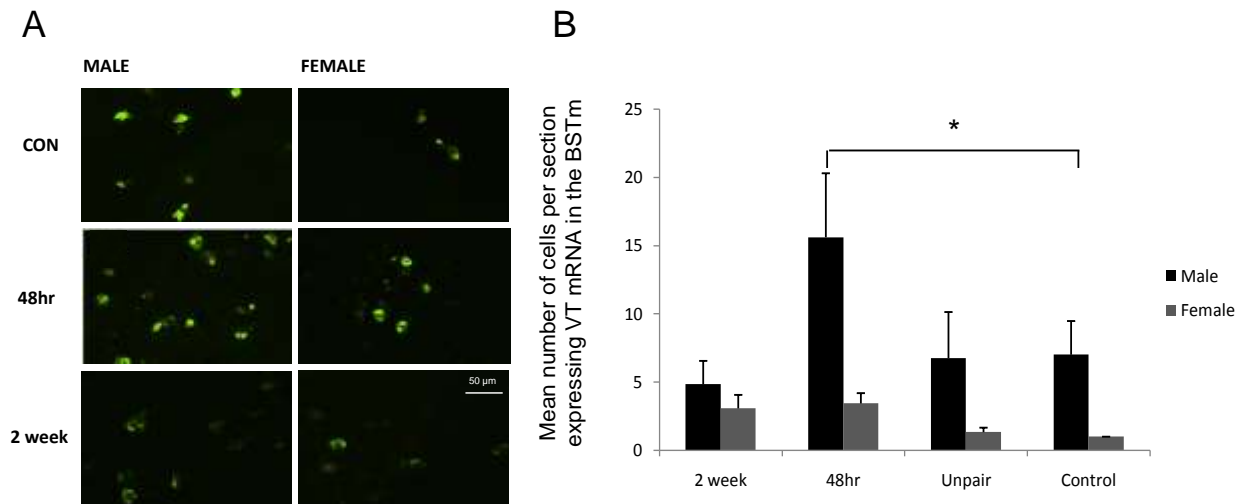 A
MALE
FEMALE
CON
48hr
2 week
50 µm
B
Mean number of cells per section
expressing VT mRNA in the BSTm
25
20
15
10
5
0
*
2 week
48hr
Unpair
Control
Male
Female